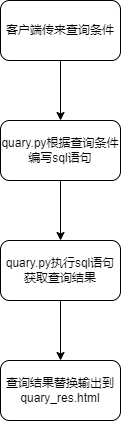 客户端传来查询条件
quary.py根据查询条件
编写sql语句
quary.py执行sql语句
获取查询结果
查询结果替换输出到
quary_res.html